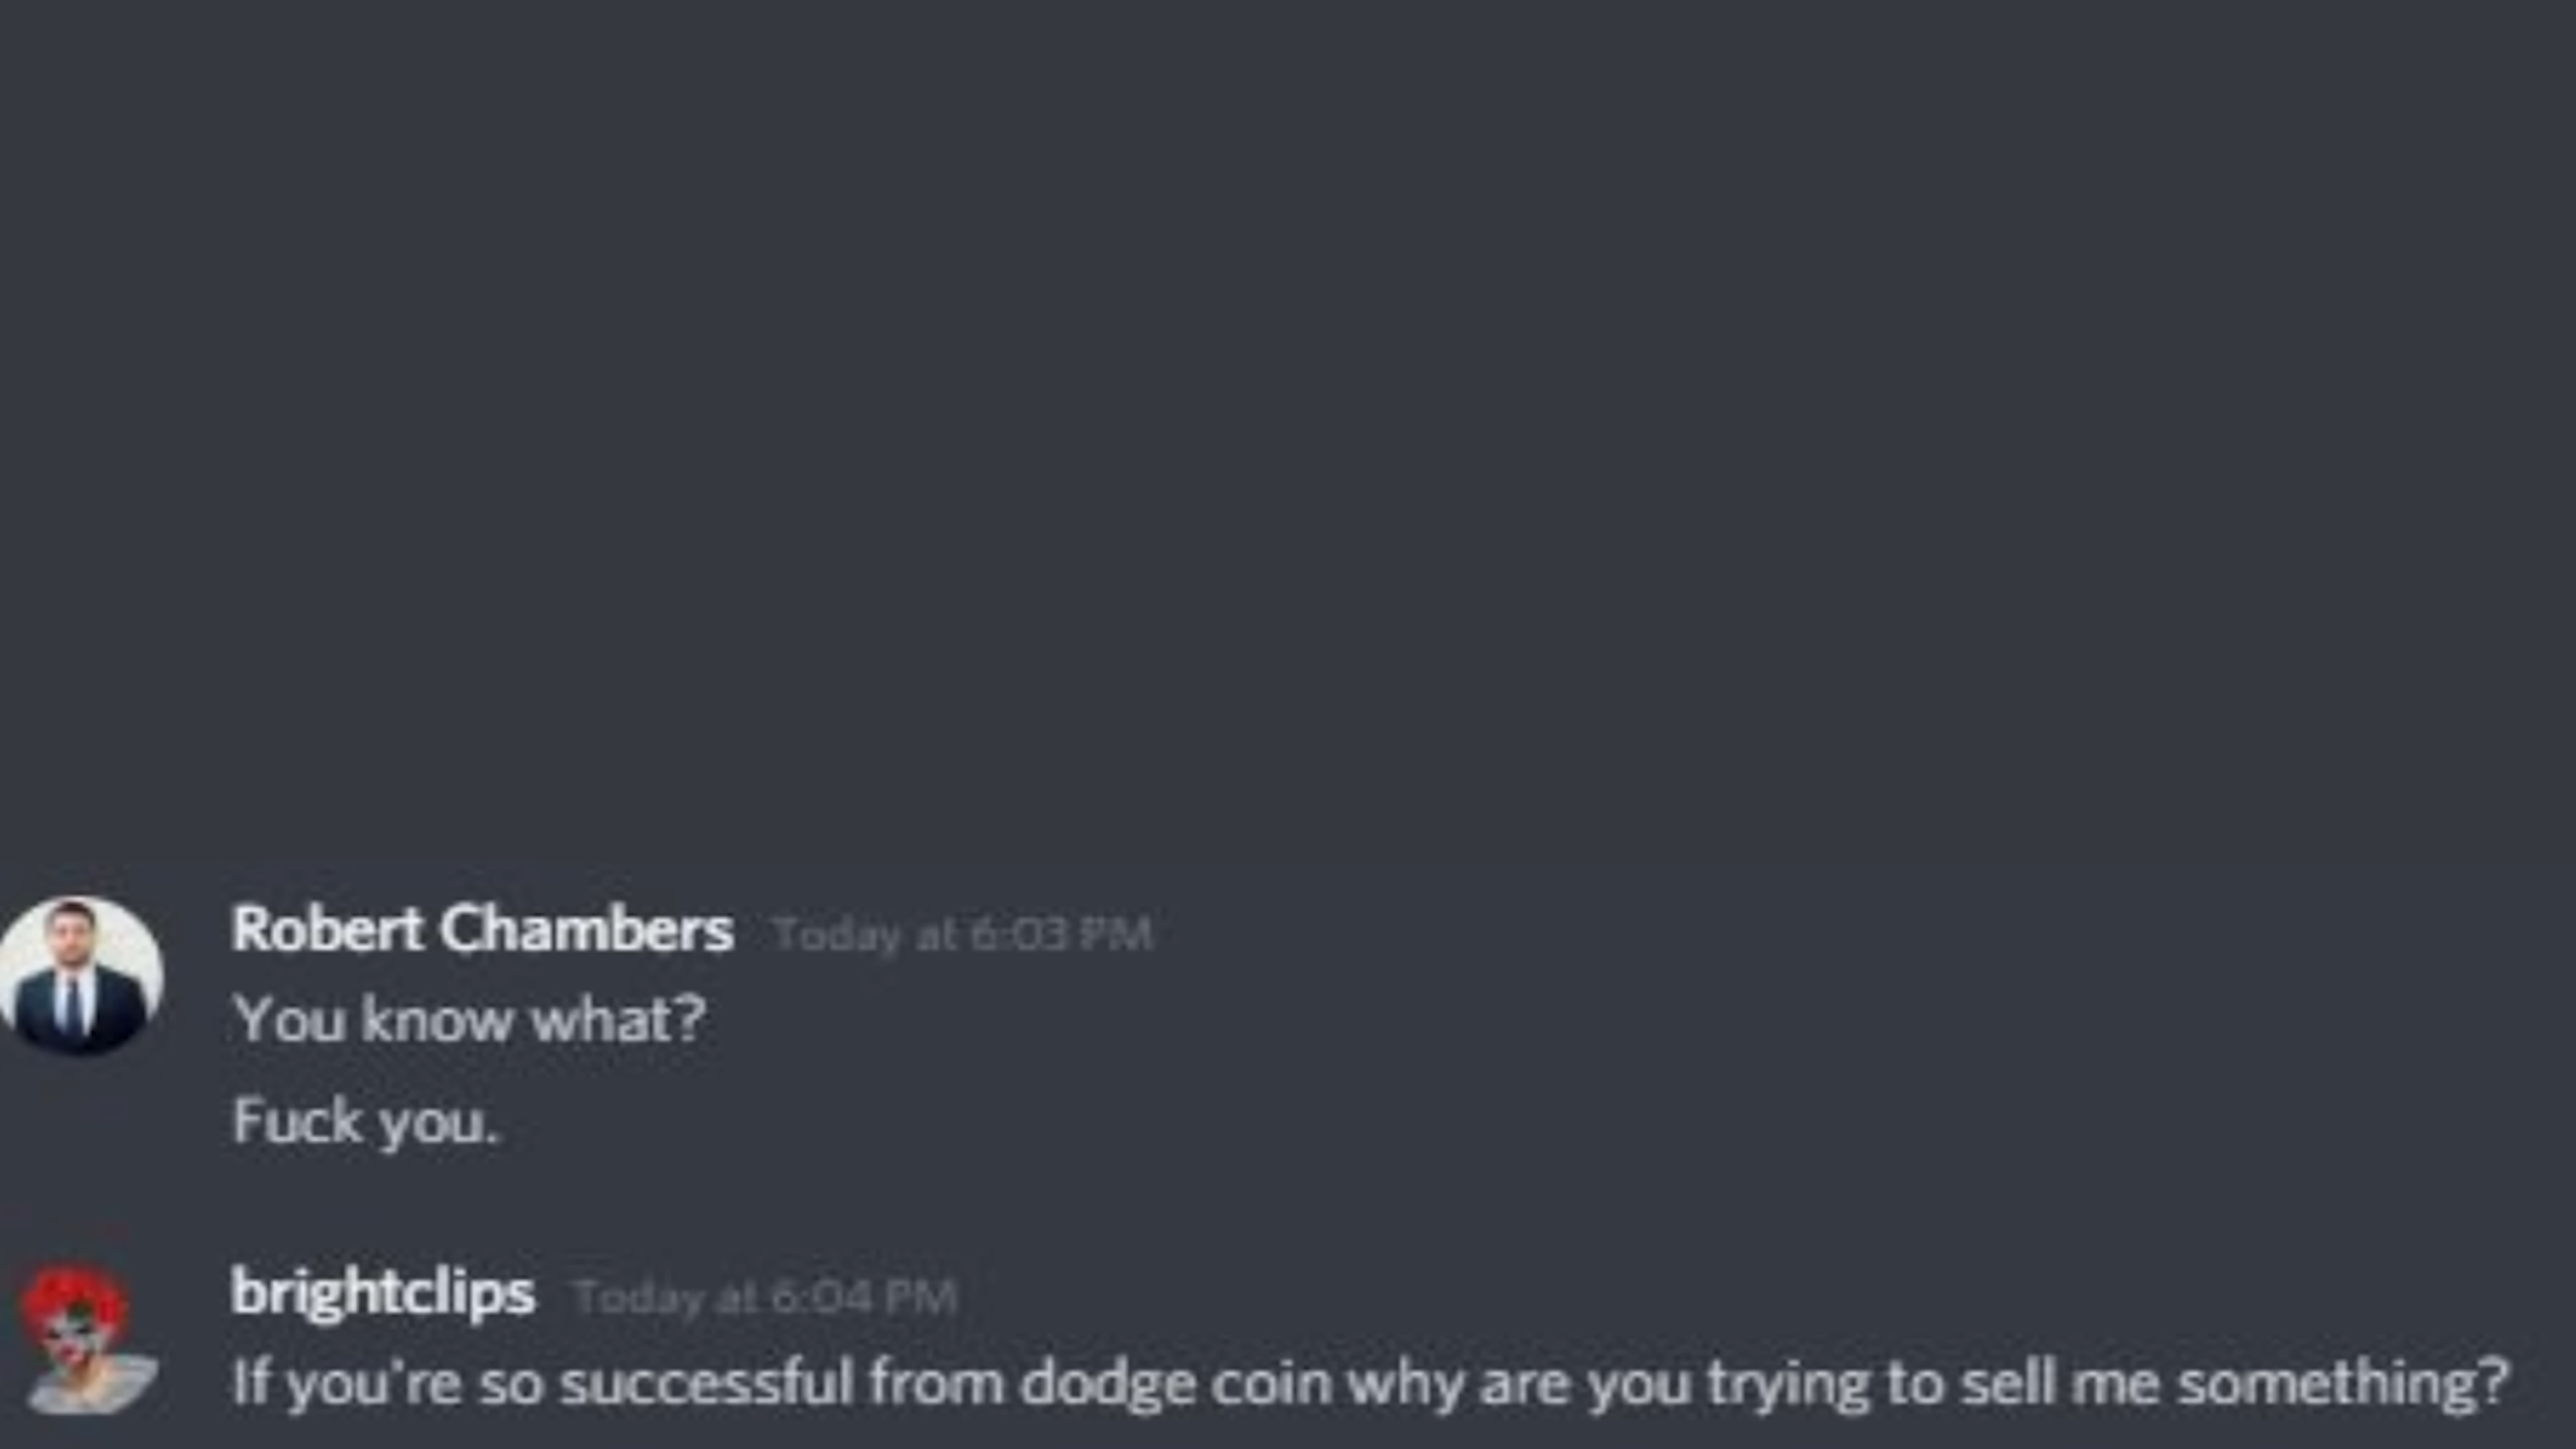 Robert Chambers Today at 6:03 PM
You know what?
Fuck you.
brightclips Today at 6:04 PM
If you're so successful from dodge coin why are you trying to sell me something?